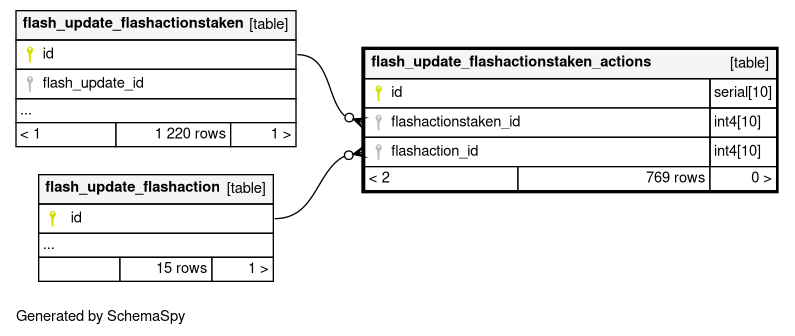 flash_update_flashactionstaken [table]
id
flash_update_id
...
< 1 1 220 rows 1 >
flash_update_flashactionstaken_actions [table]
id serial[10]
flashactionstaken_id int4[10]
flashaction_id int4[10]
< 2 769 rows 0 >
flash_update_flashaction [table]
id
...
15 rows 1 >
Generated by SchemaSpy